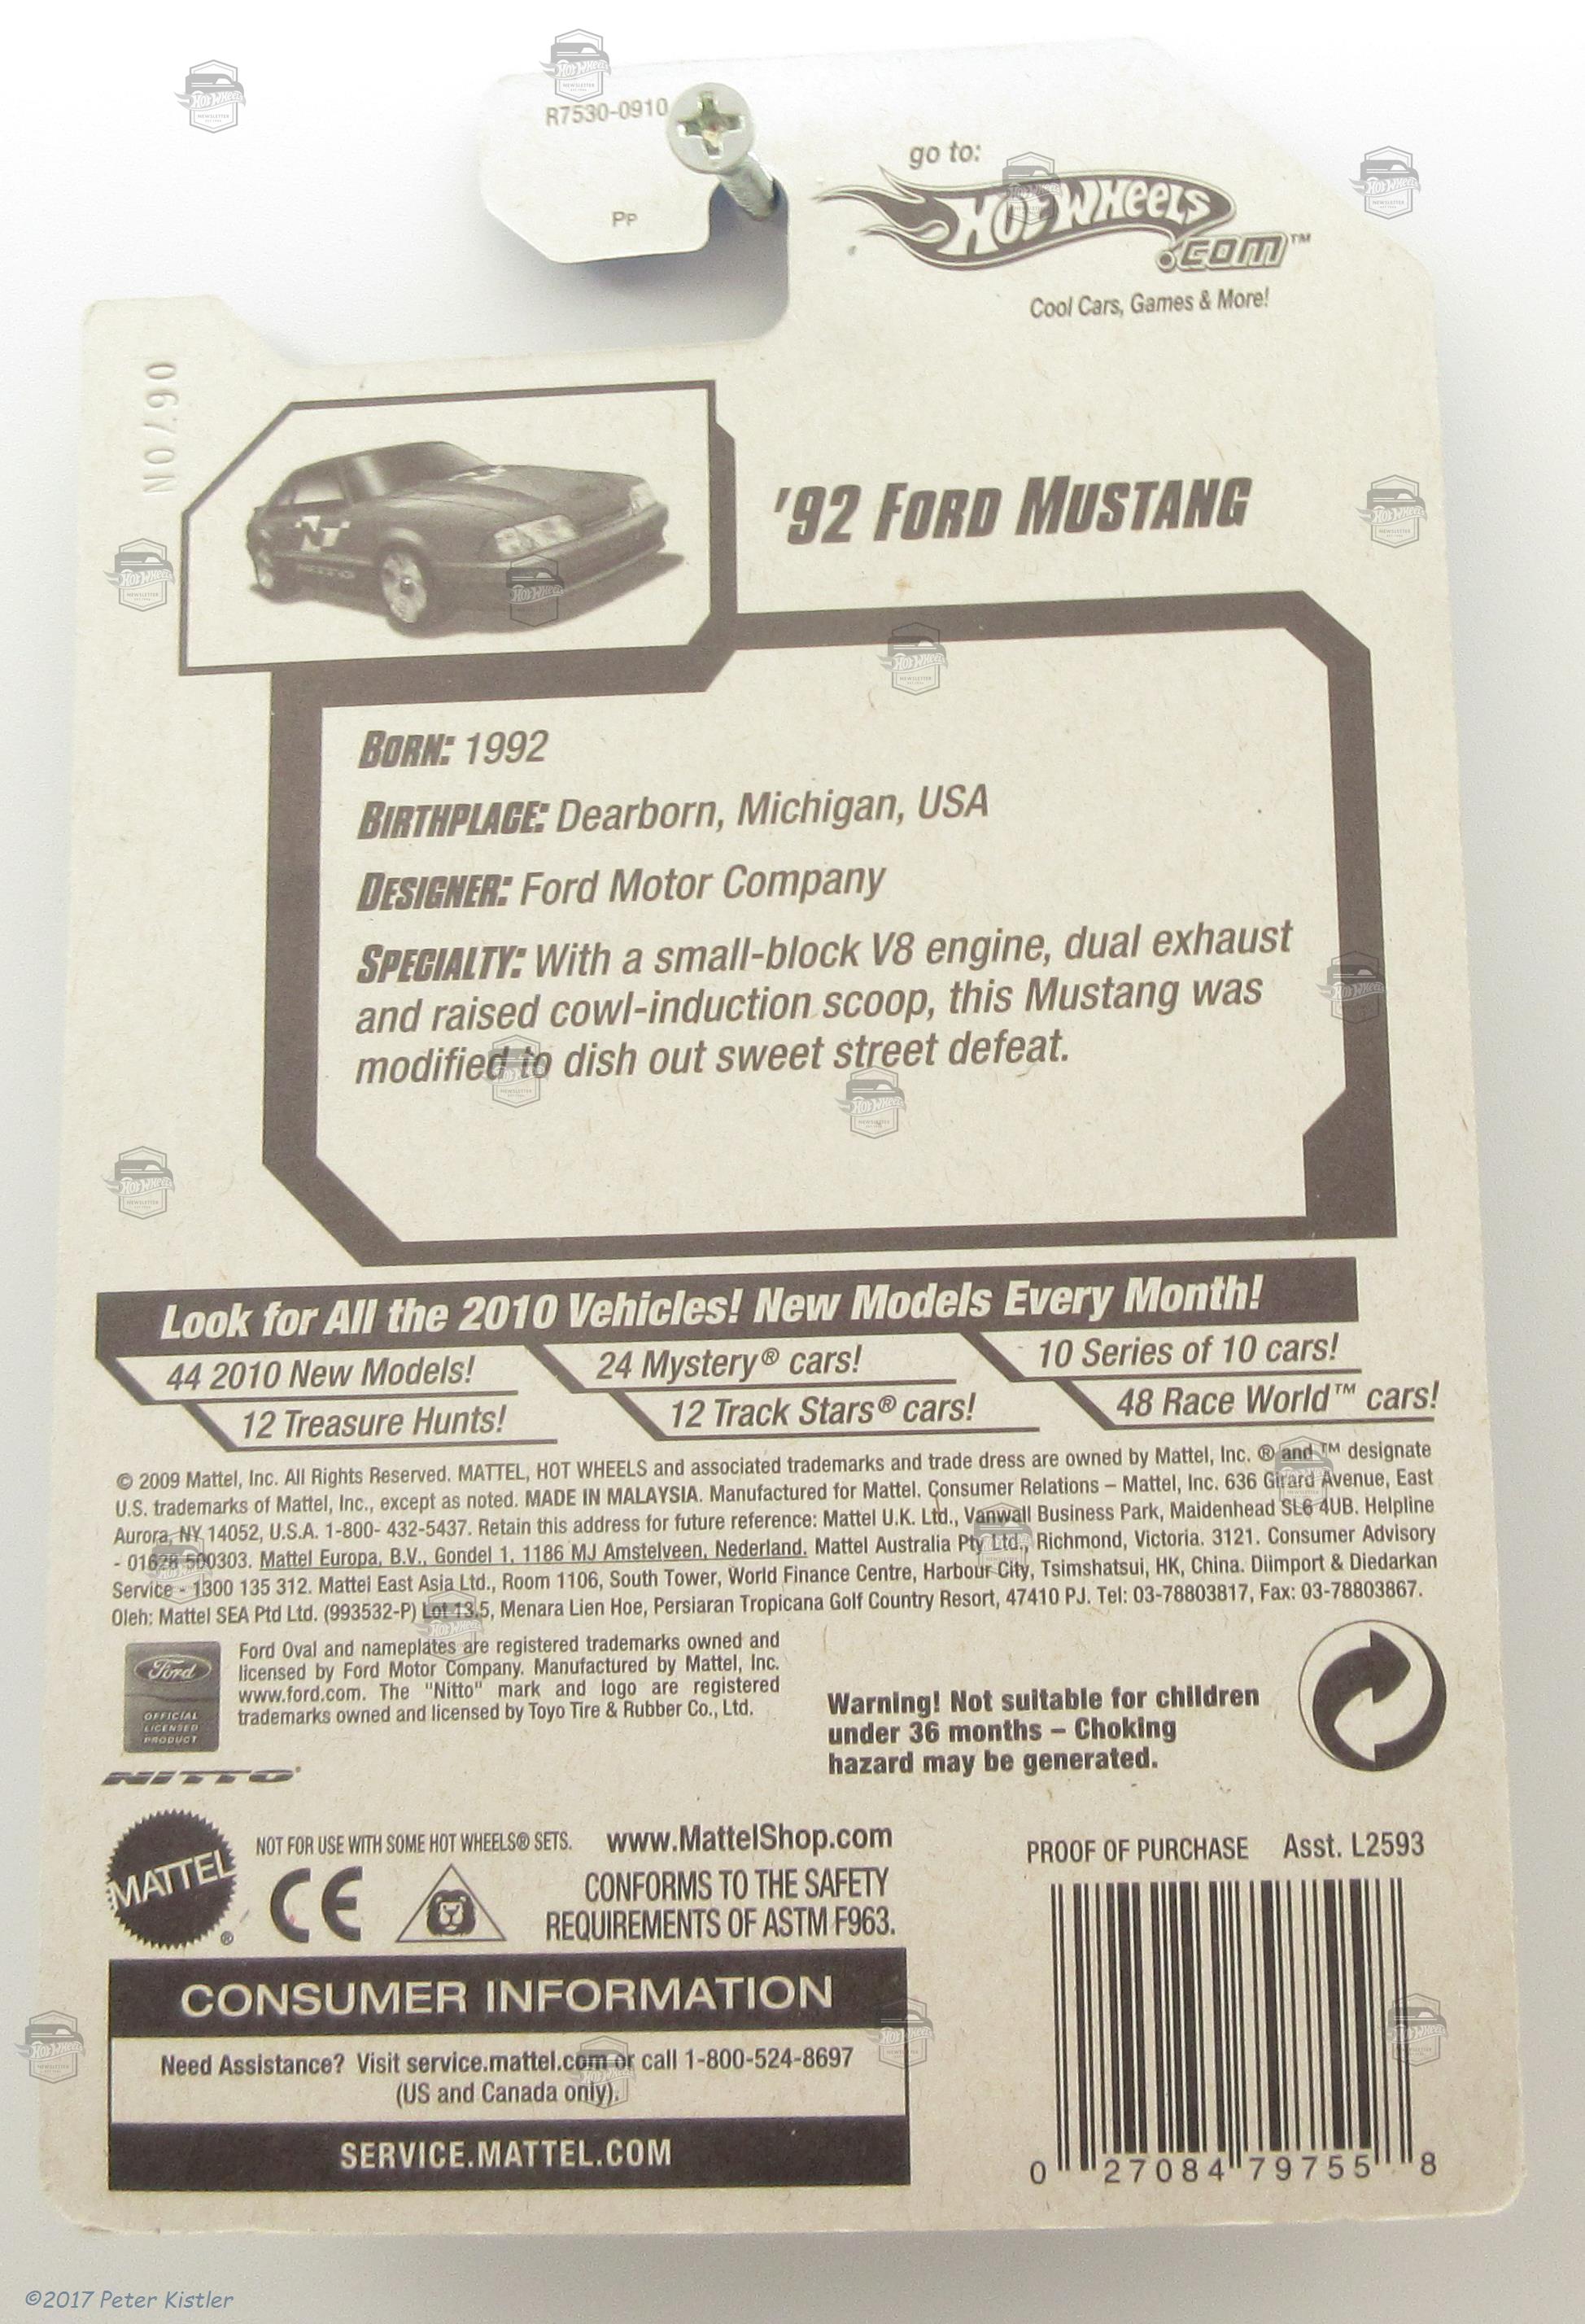 R7530-0910
PP
go to:
HOT WHEELS
.COM™
Cool Cars, Games & More!
N0790
'92 FORD MUSTANG
NITTO
BORN: 1992
BIRTHPLACE: Dearborn, Michigan, USA
DESIGNER: Ford Motor Company
SPECIALTY: With a small-block V8 engine, dual exhaust
and raised cowl-induction scoop, this Mustang was
modified to dish out sweet street defeat.
Look for All the 2010 Vehicles! New Models Every Month!
44 2010 New Models!
24 Mystery® cars!
10 Series of 10 cars!
12 Treasure Hunts!
12 Track Stars® cars!
48 Race World™ cars!
© 2009 Mattel, Inc. All Rights Reserved. MATTEL, HOT WHEELS and associated trademarks and trade dress are owned by Mattel, Inc. ® and ™ designate
U.S. trademarks of Mattel, Inc., except as noted. MADE IN MALAYSIA. Manufactured for Mattel. Consumer Relations – Mattel, Inc. 636 Girard Avenue, East
Aurora, NY 14052, U.S.A. 1-800- 432-5437. Retain this address for future reference: Mattel U.K. Ltd., Vanwall Business Park, Maidenhead SL6 4UB. Helpline
- 01628 500303. Mattel Europa, B.V., Gondel 1, 1186 MJ Amstelveen, Nederland. Mattel Australia Pty Ltd., Richmond, Victoria. 3121. Consumer Advisory
Service - 1300 135 312. Mattel East Asia Ltd., Room 1106, South Tower, World Finance Centre, Harbour City, Tsimshatsui, HK, China. Diimport & Diedarkan
Oleh: Mattel SEA Ptd Ltd. (993532-P) Lot 13.5, Menara Lien Hoe, Persiaran Tropicana Golf Country Resort, 47410 PJ. Tel: 03-78803817, Fax: 03-78803867.
Ford
OFFICIAL
LICENSED
PRODUCT
Ford Oval and nameplates are registered trademarks owned and
licensed by Ford Motor Company. Manufactured by Mattel, Inc.
www.ford.com. The "Nitto" mark and logo are registered
trademarks owned and licensed by Toyo Tire & Rubber Co., Ltd.
NITTO
Warning! Not suitable for children
under 36 months – Choking
hazard may be generated.
MATTEL ®
NOT FOR USE WITH SOME HOT WHEELS® SETS.
www.MattelShop.com
CE
CONFORMS TO THE SAFETY
REQUIREMENTS OF ASTM F963.
PROOF OF PURCHASE Asst. L2593
CONSUMER INFORMATION
Need Assistance? Visit service.mattel.com or call 1-800-524-8697
(US and Canada only).
SERVICE.MATTEL.COM
0 27084 79755 8
©2017 Peter Kistler